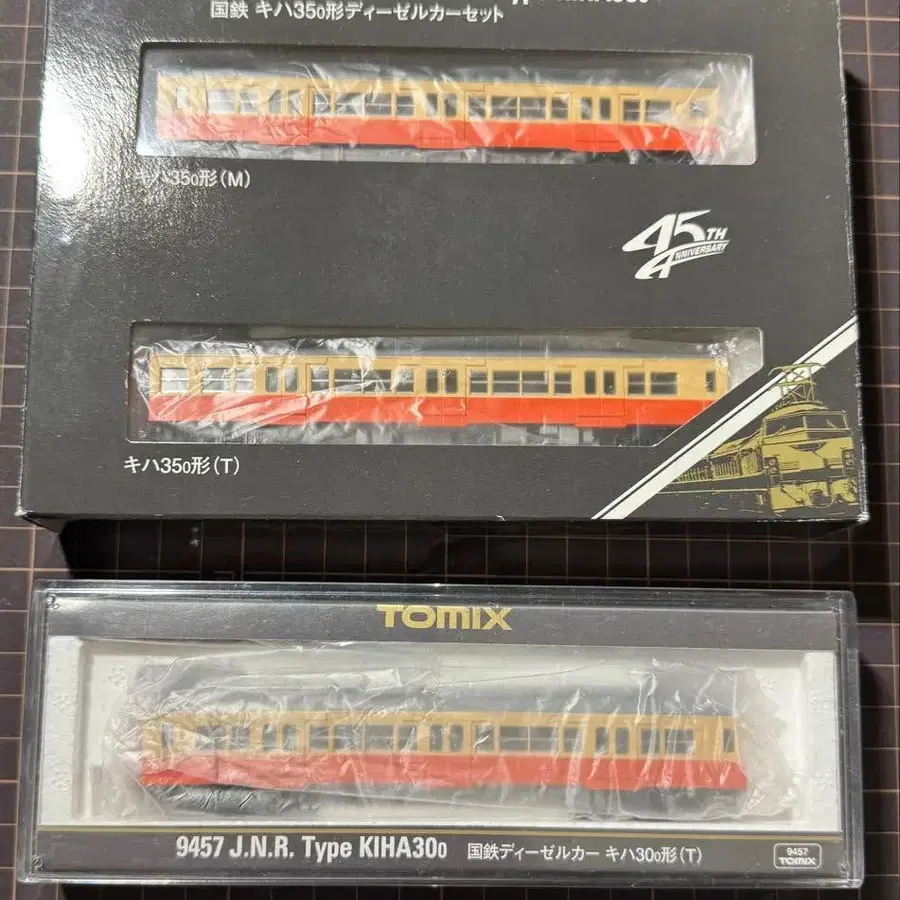 国鉄 キハ350形ディーゼルカーセット
キハ350形(M)
45TH
ANNIVERSARY
キハ350形(T)
TOMIX
9457 J.N.R. Type KIHA300 国鉄ディーゼルカー キハ300形(T)
9457
TOMIX